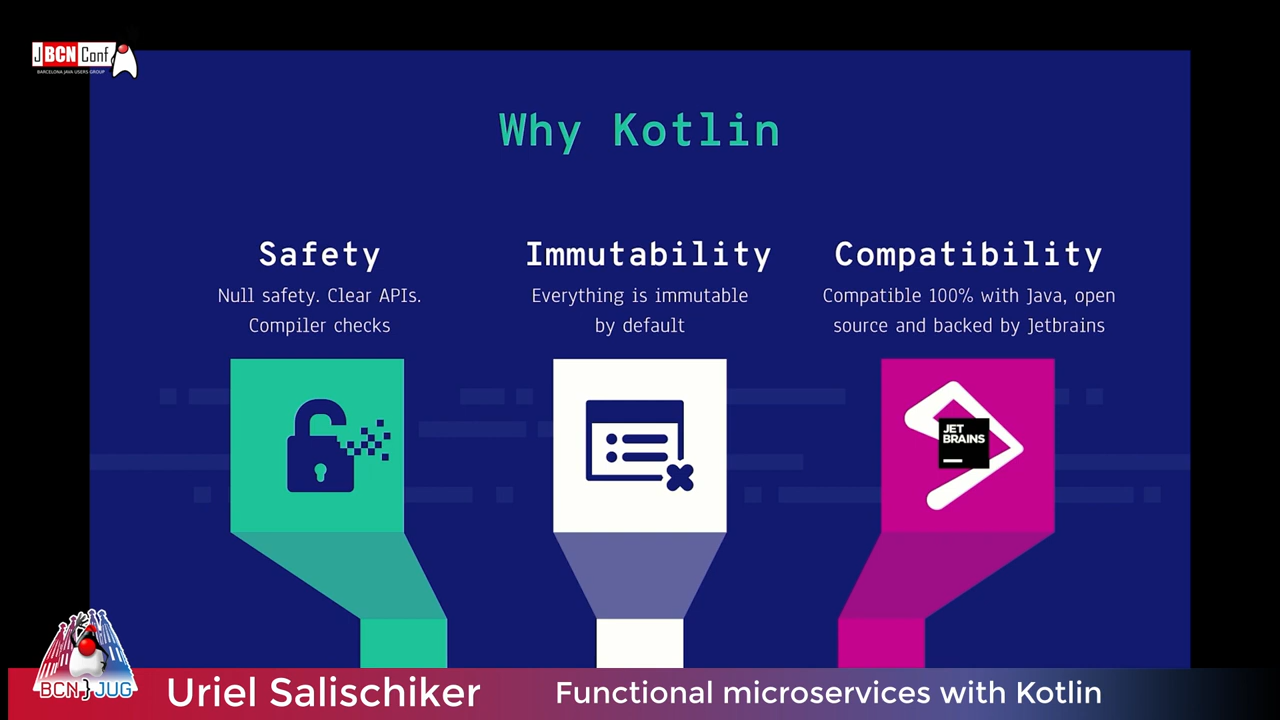 JBCNConf
BARCELONA JAVA USERS GROUP
Why Kotlin
Safety
Null safety. Clear APIs.
Compiler checks
Immutability
Everything is immutable
by default
Compatibility
Compatible 100% with Java, open
source and backed by Jetbrains
JET
BRAINS
BCN JUG
Uriel Salischiker
Functional microservices with Kotlin